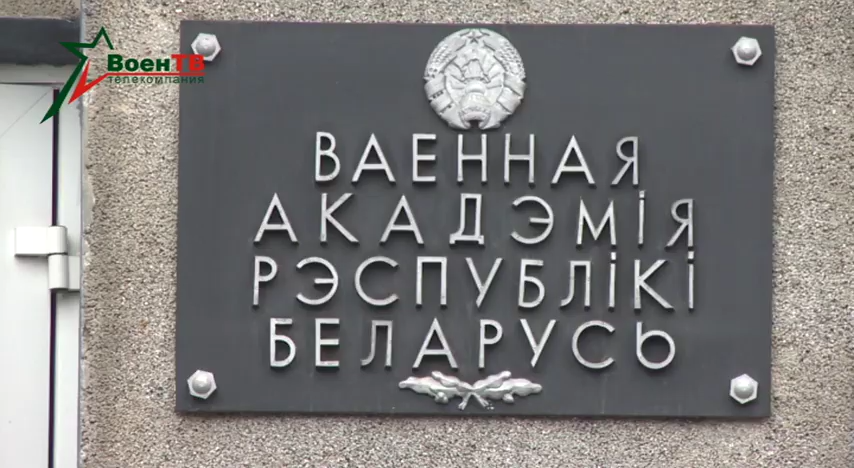 ВоенТВ
телекомпания
ВАЕННАЯ
АКАДЭМІЯ
РЭСПУБЛІКІ
БЕЛАРУСЬ